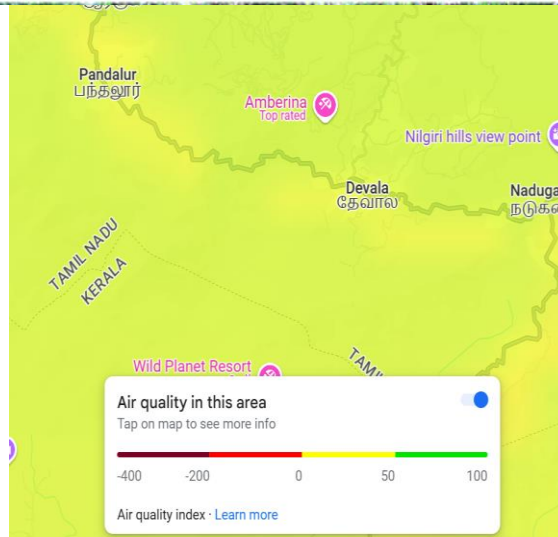 Pandalur
பந்தலூர்
Amberina
Top rated
Nilgiri hills view point
Devala
தேவாலா
TAMIL NADU
KERALA
Wild Planet Resort
Air quality in this area
Tap on map to see more info
-400 -200 0 50 100
Air quality index · Learn more